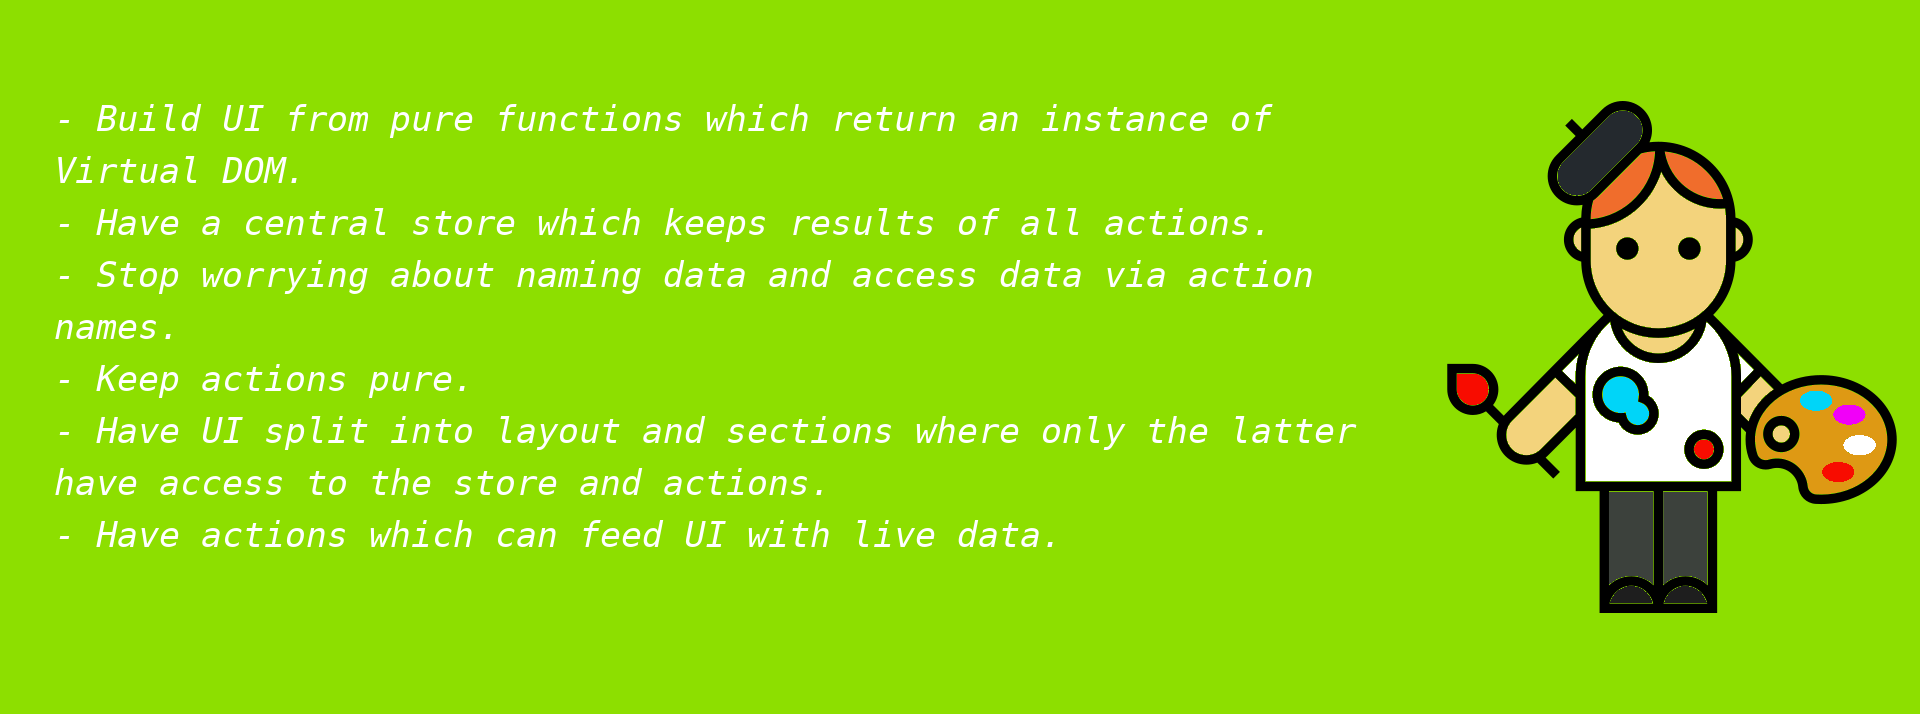 - Build UI from pure functions which return an instance of
Virtual DOM.
- Have a central store which keeps results of all actions.
- Stop worrying about naming data and access data via action
names.
- Keep actions pure.
- Have UI split into layout and sections where only the latter
have access to the store and actions.
- Have actions which can feed UI with live data.